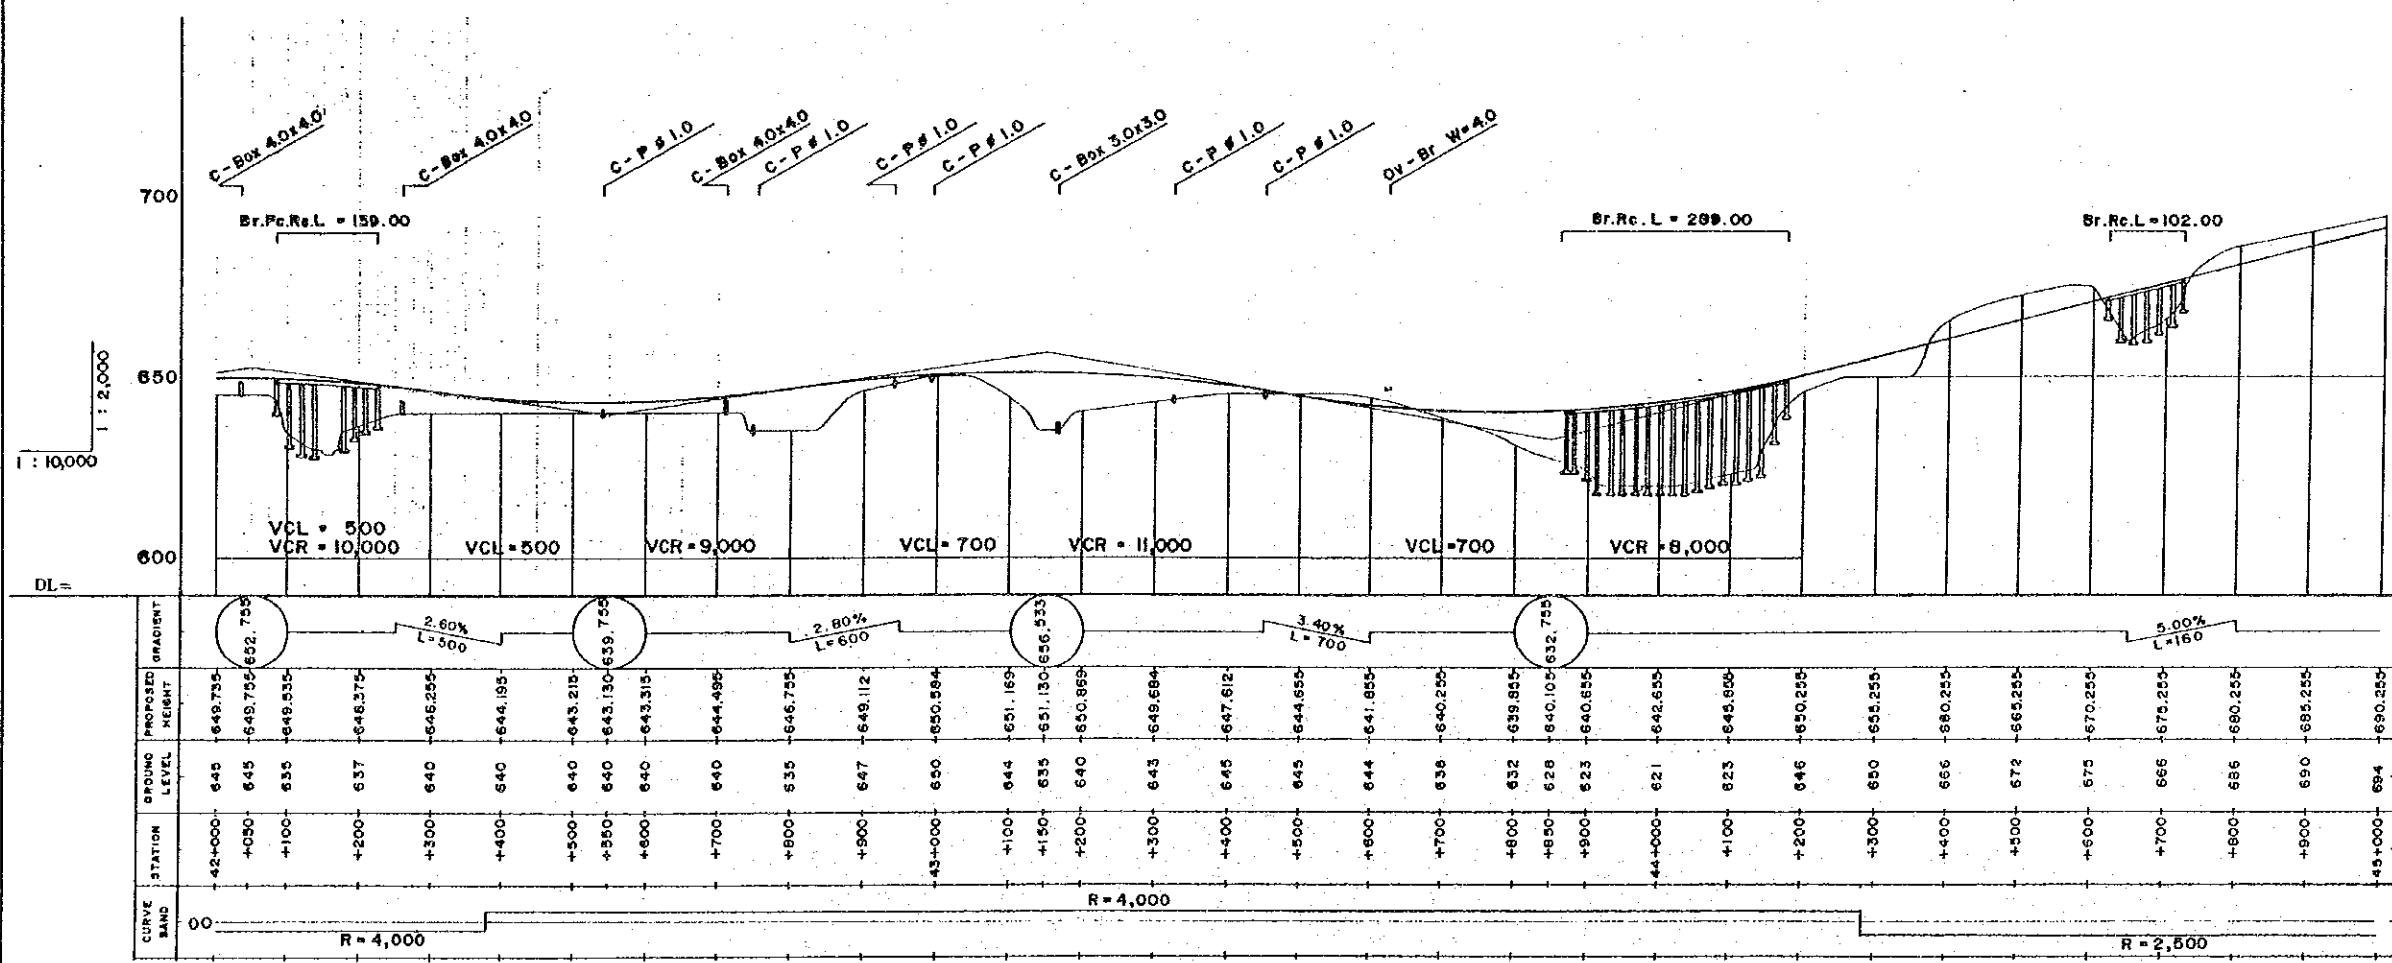 C-Box 4.0x4.0
C-Box 4.0x4.0
C-P ø 1.0
C-Box 4.0x4.0
C-P ø 1.0
C-P ø 1.0
C-P ø 1.0
C-Box 3.0x3.0
C-P ø 1.0
C-P ø 1.0
Ov-Br W=4.0
700
Br.Pc.Rc.L = 159.00
Br.Rc.L = 289.00
Br.Rc.L=102.00
650
1 : 2,000
1 : 10,000
VCL = 500
VCR = 10,000
VCL=500
VCR=9,000
VCL=700
VCR = 11,000
VCL=700
VCR =8,000
600
DL=
GRADIENT
652.755
2.60%
L=500
639.755
2.80%
L=600
656.533
3.40%
L=700
632.755
5.00%
L=160
PROPOSED HEIGHT
649.735 649.755 649.535 648.375 646.255 644.195 643.215 643.130 643.315 644.495 646.755 649.112 650.584 651.169 651.130 650.869 649.684 647.612 644.655 641.855 640.255 639.855 640.105 640.655 642.655 645.955 650.255 655.255 660.255 665.255 670.255 675.255 680.255 685.255 690.255
GROUND LEVEL
645 645 635 637 640 640 640 640 640 640 635 647 650 644 635 640 643 645 645 644 638 632 628 623 621 623 646 650 666 672 675 666 686 690 694
STATION
42+000 +050 +100 +200 +300 +400 +500 +550 +600 +700 +800 +900 43+000 +100 +150 +200 +300 +400 +500 +600 +700 +800 +850 +900 44+000 +100 +200 +300 +400 +500 +600 +700 +800 +900 45+000
CURVE BAND
00
R=4,000
R=4,000
R=2,500